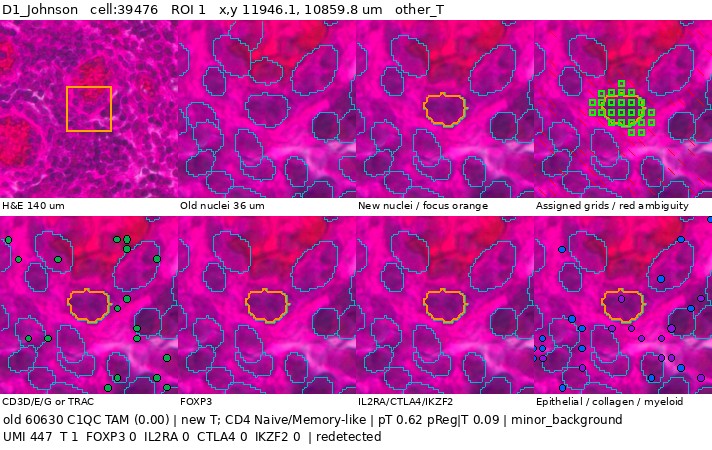 D1_Johnson   cell:39476   ROI 1   x,y 11946.1, 10859.8 um   other_T
H&E 140 um
Old nuclei 36 um
New nuclei / focus orange
Assigned grids / red ambiguity
CD3D/E/G or TRAC
FOXP3
IL2RA/CTLA4/IKZF2
Epithelial / collagen / myeloid
old 60630 C1QC TAM (0.00) | new T; CD4 Naive/Memory-like | pT 0.62 pReg|T 0.09 | minor_background
UMI 447  T 1  FOXP3 0  IL2RA 0  CTLA4 0  IKZF2 0  | redetected